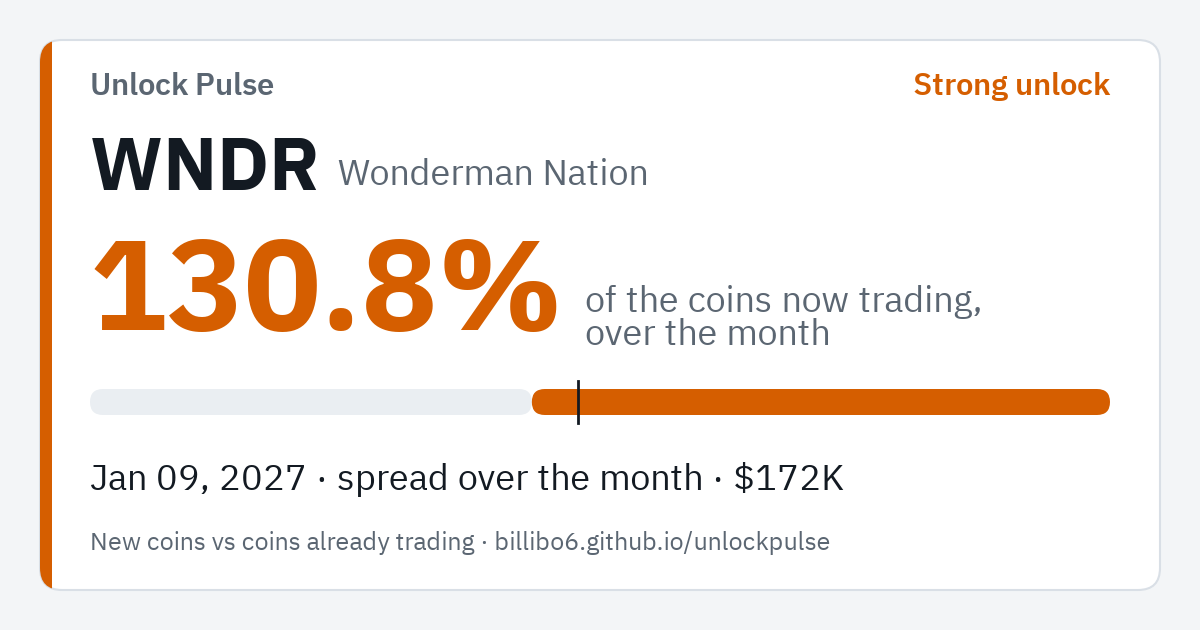 Unlock Pulse
Strong unlock
WNDR Wonderman Nation
130.8% of the coins now trading,
over the month
Jan 09, 2027 · spread over the month · $172K
New coins vs coins already trading · billibo6.github.io/unlockpulse